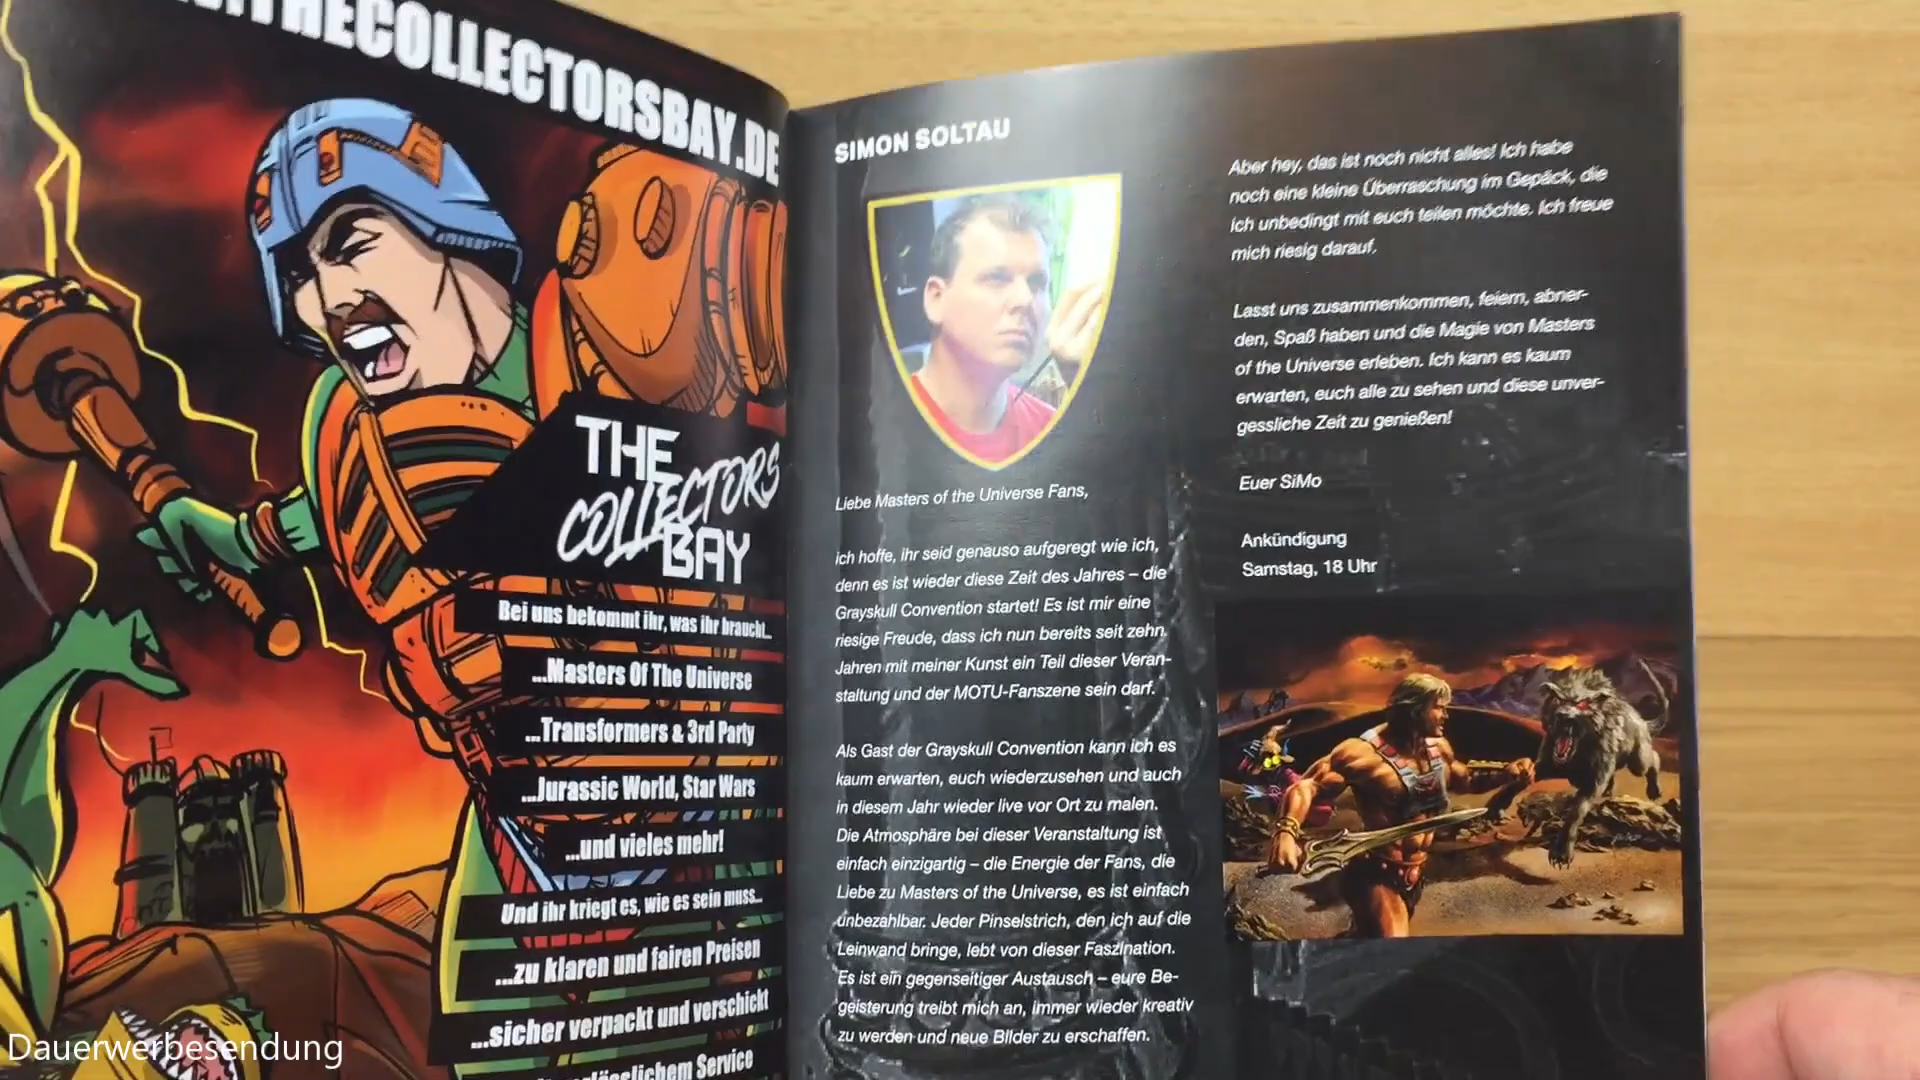 THECOLLECTORSBAY.DE
THE
COLLECTORS
BAY
Bei uns bekommt ihr, was ihr braucht...
...Masters Of The Universe
...Transformers & 3rd Party
...Jurassic World, Star Wars
...und vieles mehr!
Und ihr kriegt es, wie es sein muss...
...zu klaren und fairen Preisen
...sicher verpackt und verschickt
Service
SIMON SOLTAU
Liebe Masters of the Universe Fans,
ich hoffe, ihr seid genauso aufgeregt wie ich,
denn es ist wieder diese Zeit des Jahres – die
Grayskull Convention startet! Es ist mir eine
riesige Freude, dass ich nun bereits seit zehn
Jahren mit meiner Kunst ein Teil dieser Veran-
staltung und der MOTU-Fanszene sein darf.
Als Gast der Grayskull Convention kann ich es
kaum erwarten, euch wiederzusehen und auch
in diesem Jahr wieder live vor Ort zu malen.
Die Atmosphäre bei dieser Veranstaltung ist
einfach einzigartig – die Energie der Fans, die
Liebe zu Masters of the Universe, es ist einfach
unbezahlbar. Jeder Pinselstrich, den ich auf die
Leinwand bringe, lebt von dieser Faszination.
Es ist ein gegenseitiger Austausch – eure Be-
geisterung treibt mich an, immer wieder kreativ
zu werden und neue Bilder zu erschaffen.
Aber hey, das ist noch nicht alles! Ich habe
noch eine kleine Überraschung im Gepäck, die
ich unbedingt mit euch teilen möchte. Ich freue
mich riesig darauf.
Lasst uns zusammenkommen, feiern, abner-
den, Spaß haben und die Magie von Masters
of the Universe erleben. Ich kann es kaum
erwarten, euch alle zu sehen und diese unver-
gessliche Zeit zu genießen!
Euer SiMo
Ankündigung
Samstag, 18 Uhr
Dauerwerbesendung